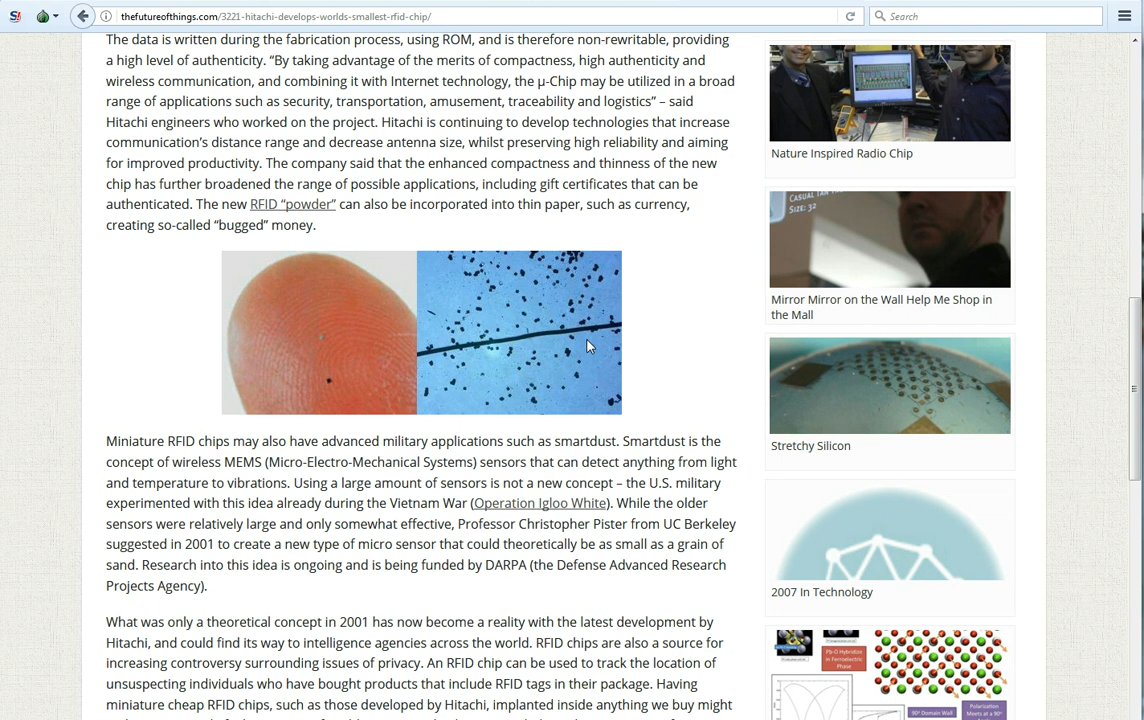 thefutureofthings.com/3221-hitachi-develops-worlds-smallest-rfid-chip/
Search
The data is written during the fabrication process, using ROM, and is therefore non-rewritable, providing
a high level of authenticity. “By taking advantage of the merits of compactness, high authenticity and
wireless communication, and combining it with Internet technology, the μ-Chip may be utilized in a broad
range of applications such as security, transportation, amusement, traceability and logistics” – said
Hitachi engineers who worked on the project. Hitachi is continuing to develop technologies that increase
communication’s distance range and decrease antenna size, whilst preserving high reliability and aiming
for improved productivity. The company said that the enhanced compactness and thinness of the new
chip has further broadened the range of possible applications, including gift certificates that can be
authenticated. The new RFID “powder” can also be incorporated into thin paper, such as currency,
creating so-called “bugged” money.
Miniature RFID chips may also have advanced military applications such as smartdust. Smartdust is the
concept of wireless MEMS (Micro-Electro-Mechanical Systems) sensors that can detect anything from light
and temperature to vibrations. Using a large amount of sensors is not a new concept – the U.S. military
experimented with this idea already during the Vietnam War (Operation Igloo White). While the older
sensors were relatively large and only somewhat effective, Professor Christopher Pister from UC Berkeley
suggested in 2001 to create a new type of micro sensor that could theoretically be as small as a grain of
sand. Research into this idea is ongoing and is being funded by DARPA (the Defense Advanced Research
Projects Agency).
What was only a theoretical concept in 2001 has now become a reality with the latest development by
Hitachi, and could find its way to intelligence agencies across the world. RFID chips are also a source for
increasing controversy surrounding issues of privacy. An RFID chip can be used to track the location of
unsuspecting individuals who have bought products that include RFID tags in their package. Having
miniature cheap RFID chips, such as those developed by Hitachi, implanted inside anything we buy might
Nature Inspired Radio Chip
SIZE: 32
Mirror Mirror on the Wall Help Me Shop in
the Mall
Stretchy Silicon
2007 In Technology
Pb-O Hybridize
in Ferroelectric
Phase
90° Domain Wall
Polarization
Meets at a 90°